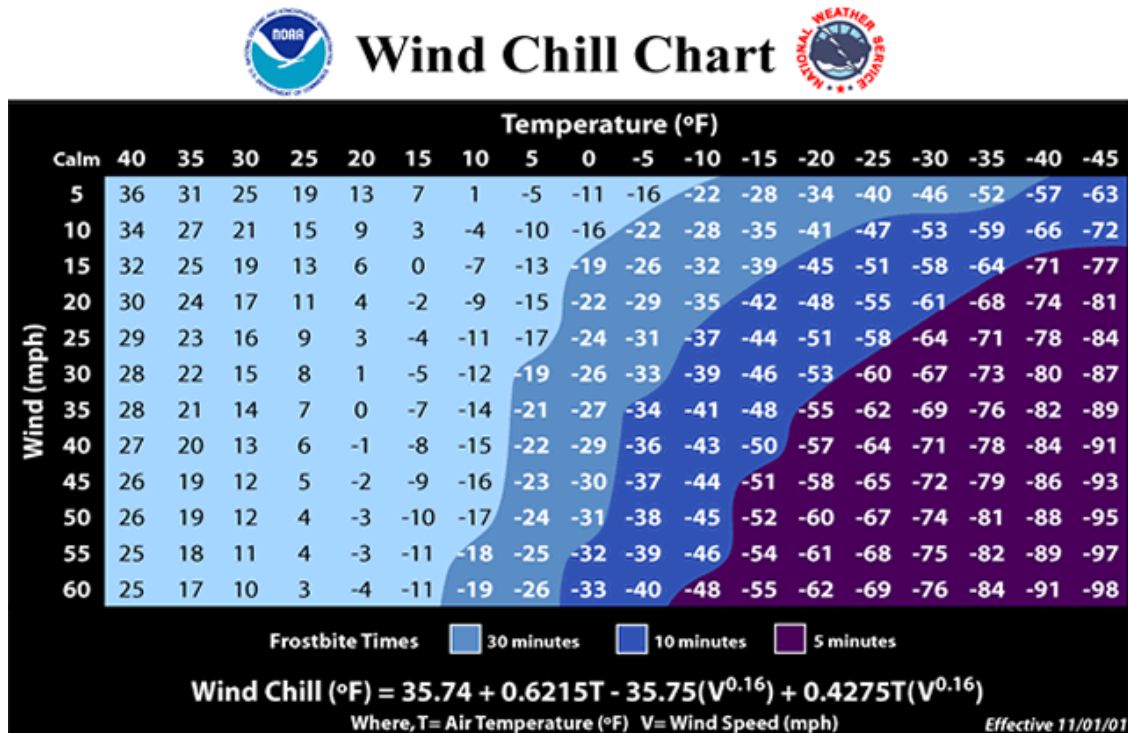 NOAA
Wind Chill Chart
NATIONAL WEATHER SERVICE
Temperature (ºF)
Calm 40 35 30 25 20 15 10 5 0 -5 -10 -15 -20 -25 -30 -35 -40 -45
Wind (mph)
5 36 31 25 19 13 7 1 -5 -11 -16 -22 -28 -34 -40 -46 -52 -57 -63
10 34 27 21 15 9 3 -4 -10 -16 -22 -28 -35 -41 -47 -53 -59 -66 -72
15 32 25 19 13 6 0 -7 -13 -19 -26 -32 -39 -45 -51 -58 -64 -71 -77
20 30 24 17 11 4 -2 -9 -15 -22 -29 -35 -42 -48 -55 -61 -68 -74 -81
25 29 23 16 9 3 -4 -11 -17 -24 -31 -37 -44 -51 -58 -64 -71 -78 -84
30 28 22 15 8 1 -5 -12 -19 -26 -33 -39 -46 -53 -60 -67 -73 -80 -87
35 28 21 14 7 0 -7 -14 -21 -27 -34 -41 -48 -55 -62 -69 -76 -82 -89
40 27 20 13 6 -1 -8 -15 -22 -29 -36 -43 -50 -57 -64 -71 -78 -84 -91
45 26 19 12 5 -2 -9 -16 -23 -30 -37 -44 -51 -58 -65 -72 -79 -86 -93
50 26 19 12 4 -3 -10 -17 -24 -31 -38 -45 -52 -60 -67 -74 -81 -88 -95
55 25 18 11 4 -3 -11 -18 -25 -32 -39 -46 -54 -61 -68 -75 -82 -89 -97
60 25 17 10 3 -4 -11 -19 -26 -33 -40 -48 -55 -62 -69 -76 -84 -91 -98
Frostbite Times 30 minutes 10 minutes 5 minutes
Wind Chill (ºF) = 35.74 + 0.6215T - 35.75(V^0.16) + 0.4275T(V^0.16)
Where, T= Air Temperature (ºF) V= Wind Speed (mph) Effective 11/01/01